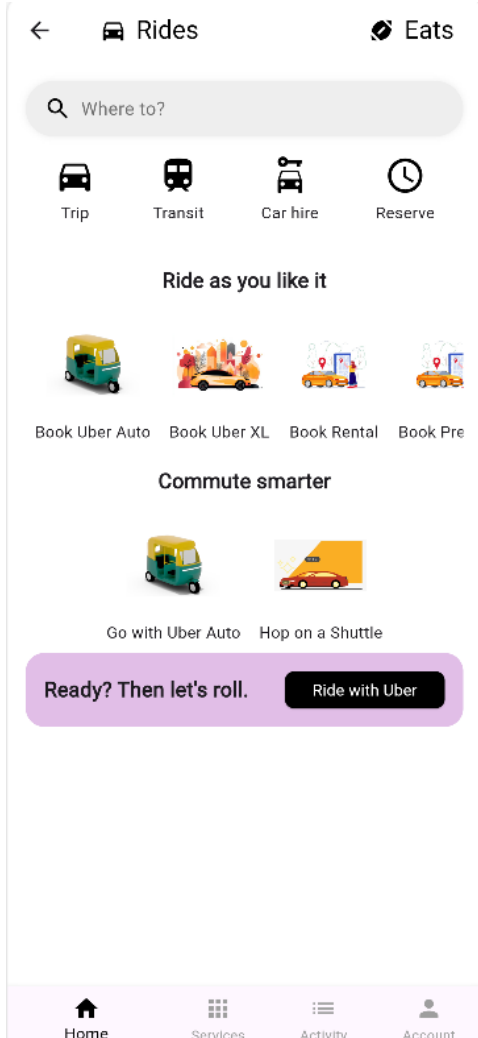 Rides Eats
Where to?
Trip Transit Car hire Reserve
Ride as you like it
Book Uber Auto Book Uber XL Book Rental Book Pre
Commute smarter
Go with Uber Auto Hop on a Shuttle
Ready? Then let's roll. Ride with Uber
Home Services Activity Account